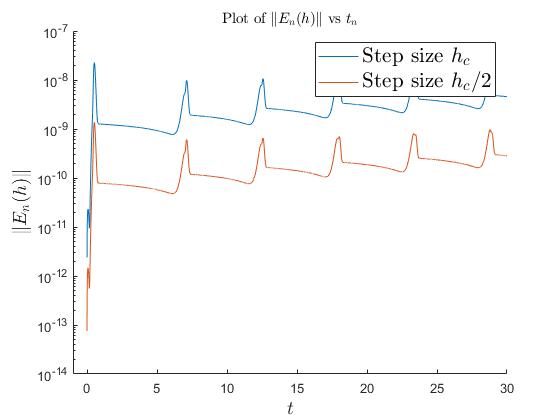 Plot of ‖E_n(h)‖ vs t_n
10^-7
10^-8
10^-9
10^-10
10^-11
10^-12
10^-13
10^-14
‖E_n(h)‖
Step size h_c
Step size h_c/2
0 5 10 15 20 25 30
t